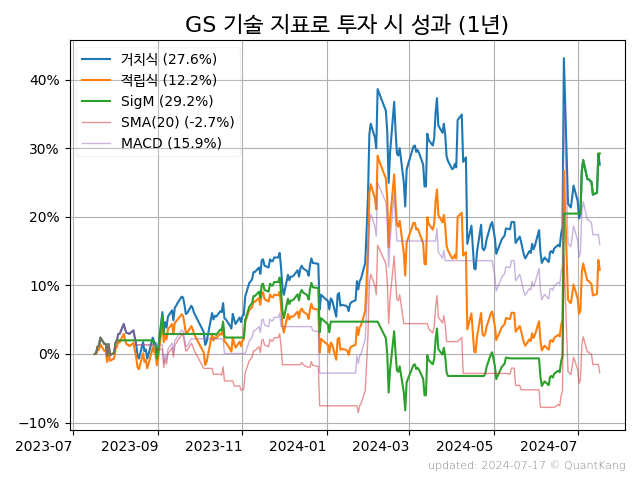 GS 기술 지표로 투자 시 성과 (1년)
거치식 (27.6%)
적립식 (12.2%)
SigM (29.2%)
SMA(20) (-2.7%)
MACD (15.9%)
40%
30%
20%
10%
0%
−10%
2023-07 2023-09 2023-11 2024-01 2024-03 2024-05 2024-07
updated: 2024-07-17 © QuantKang